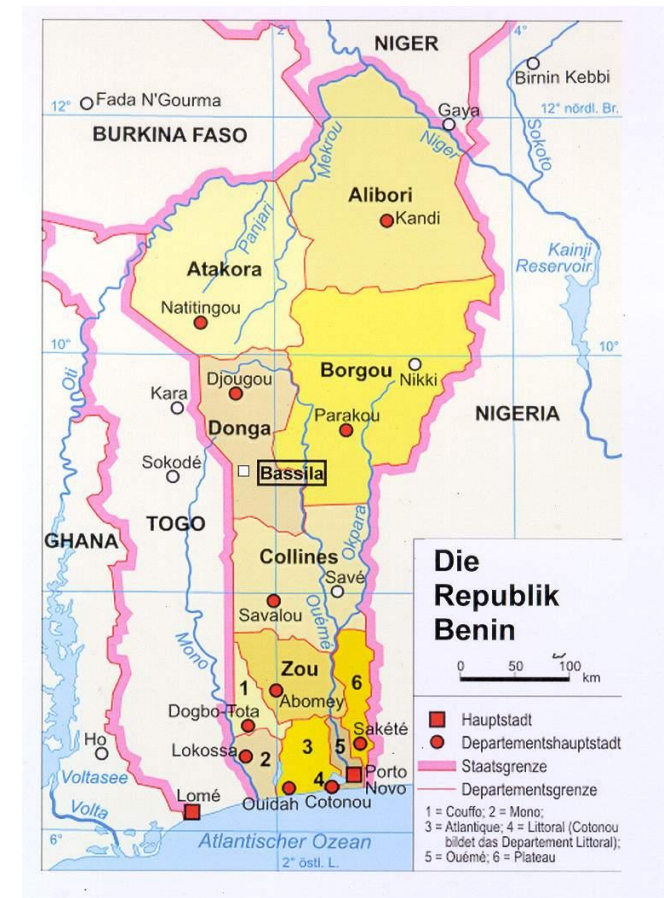 2°
4°
NIGER
Birnin Kebbi
Fada N'Gourma
12°
12° nördl. Br.
Gaya
BURKINA FASO
Mekrou
Niger
Sokoto
Alibori
Kandi
Panjari
Kainji
Reservoir
Atakora
Natitingou
10°
10°
Borgou
Nikki
Oti
Djougou
Kara
Parakou
NIGERIA
Donga
Sokodé
Bassila
TOGO
Okpara
GHANA
Collines
Die
Republik
Benin
Savé
Savalou
Ouémé
Mono
Zou
6
1
Abomey
0 50 100
km
Dogbo-Tota
Sakété
Lokossa
2
3
5
Ho
4
Porto
Novo
Voltasee
Lomé
Ouidah
Cotonou
Volta
Hauptstadt
Departementshauptstadt
Staatsgrenze
Departementsgrenze
1 = Couffo; 2 = Mono;
3 = Atlantique; 4 = Littoral (Cotonou
bildet das Departement Littoral);
5 = Ouémé; 6 = Plateau
6°
Atlantischer Ozean
2° östl. L.